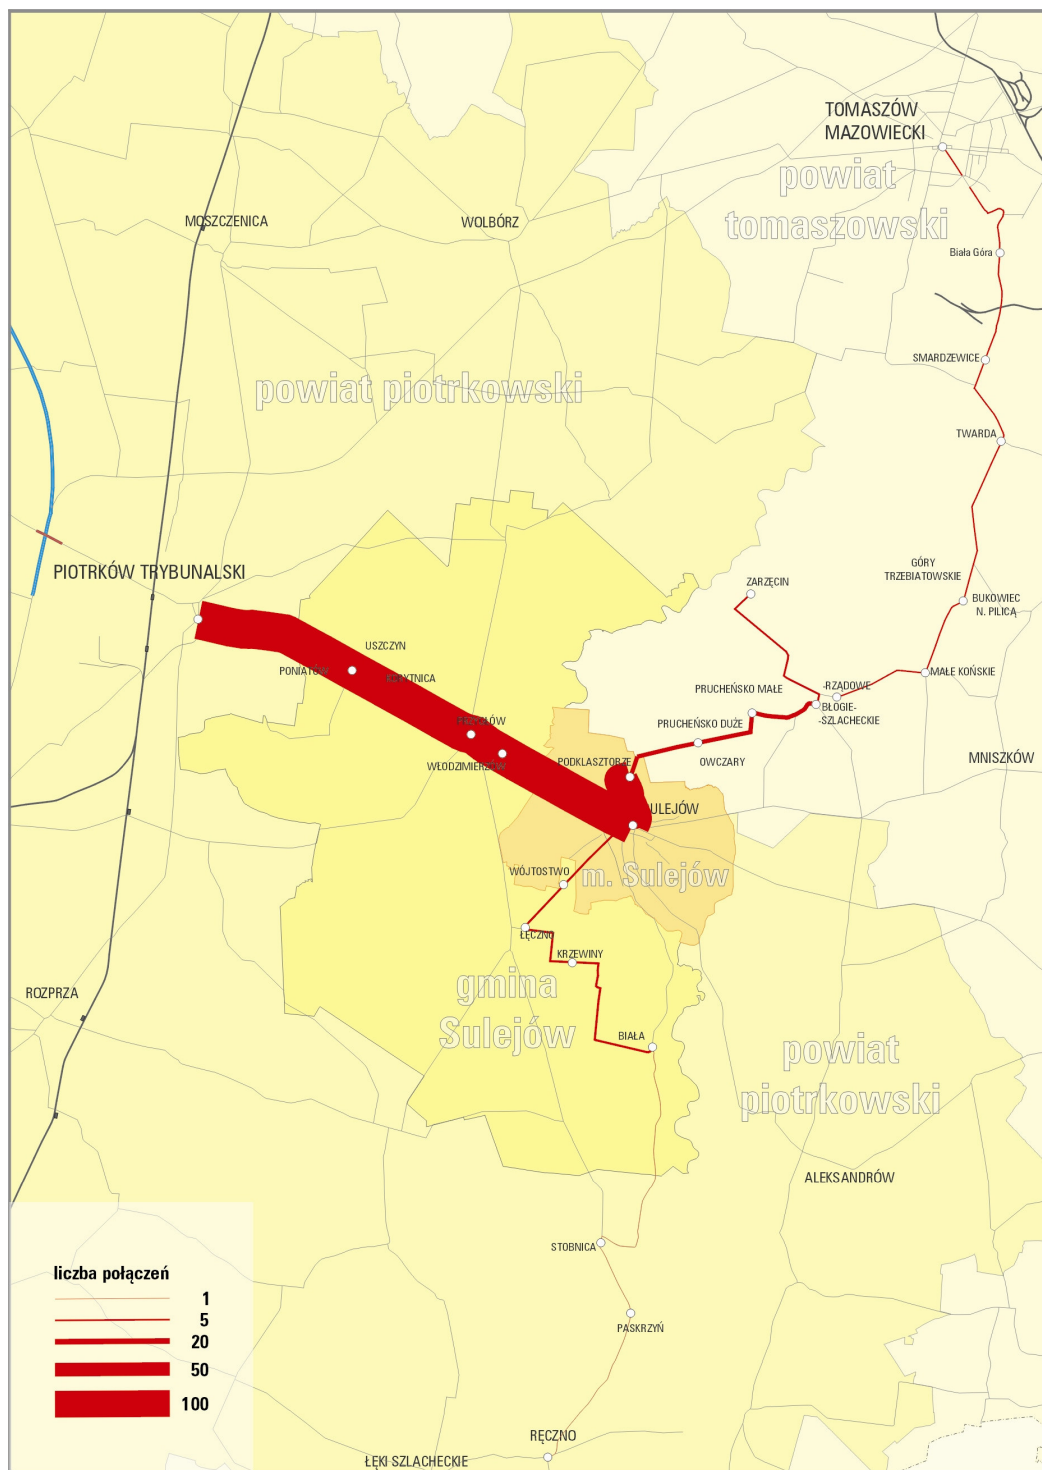 TOMASZÓW
MAZOWIECKI
powiat
tomaszowski
MOSZCZENICA
WOLBÓRZ
Biała Góra
SMARDZEWICE
powiat piotrkowski
TWARDA
PIOTRKÓW TRYBUNALSKI
GÓRY
TRZEBIATOWSKIE
ZARZĘCIN
BUKOWIEC
N. PILICĄ
USZCZYN
PONIATÓW
MAŁE KOŃSKIE
PRUCHEŃSKO MAŁE
-RZĄDOWE
BŁOGIE-
-SZLACHECKIE
PRUCHEŃSKO DUŻE
WŁODZIMIERZÓW
PODKLASZTORZE
OWCZARY
MNISZKÓW
ULEJÓW
WÓJTOSTWO
m. Sulejów
ŁĘCZNO
KRZEWINY
gmina
Sulejów
ROZPRZA
BIAŁA
powiat
piotrkowski
ALEKSANDRÓW
STOBNICA
PASKRZYŃ
RĘCZNO
ŁĘKI SZLACHECKIE
liczba połączeń
1
5
20
50
100